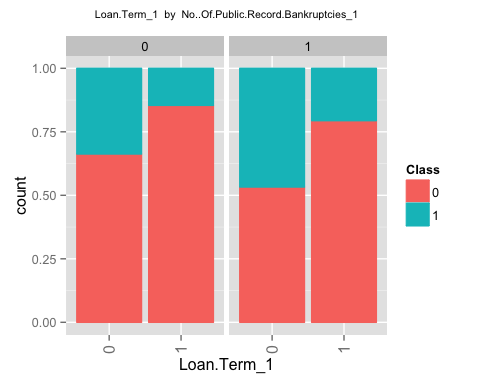 Loan.Term_1 by No..Of.Public.Record.Bankruptcies_1
0 1
1.00
0.75
0.50
0.25
0.00
count
0 1 0 1
Loan.Term_1
Class
0
1